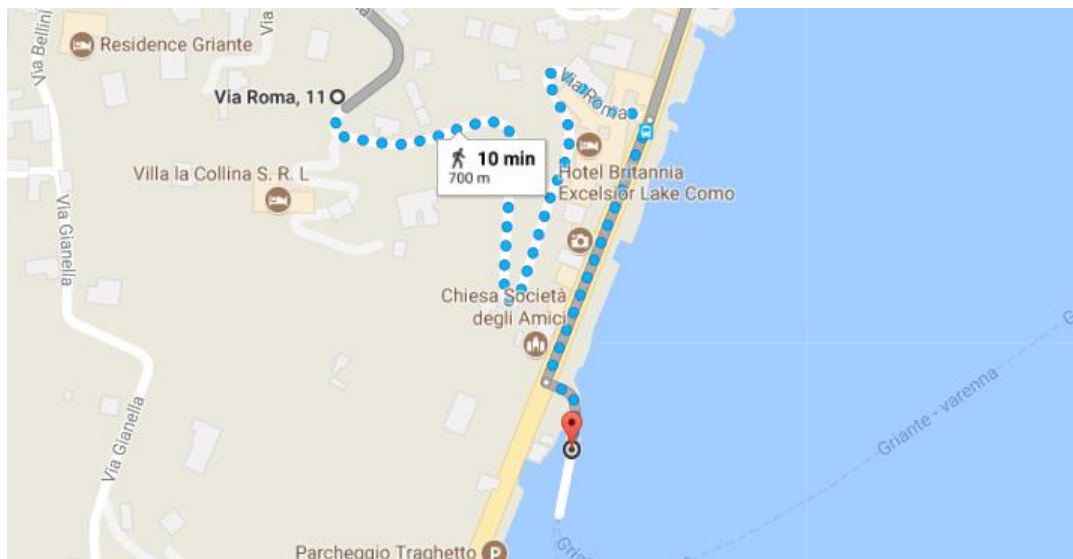 Via
Residence Griante
Via Bellini
Via Roma, 11
Via Roma
10 min
700 m
Villa la Collina S. R. L
Hotel Britannia
Excelsior Lake Como
Via Gianella
Chiesa Società
degli Amici
Griante - varenna
Via Gianella
Parcheggio Traghetto
P